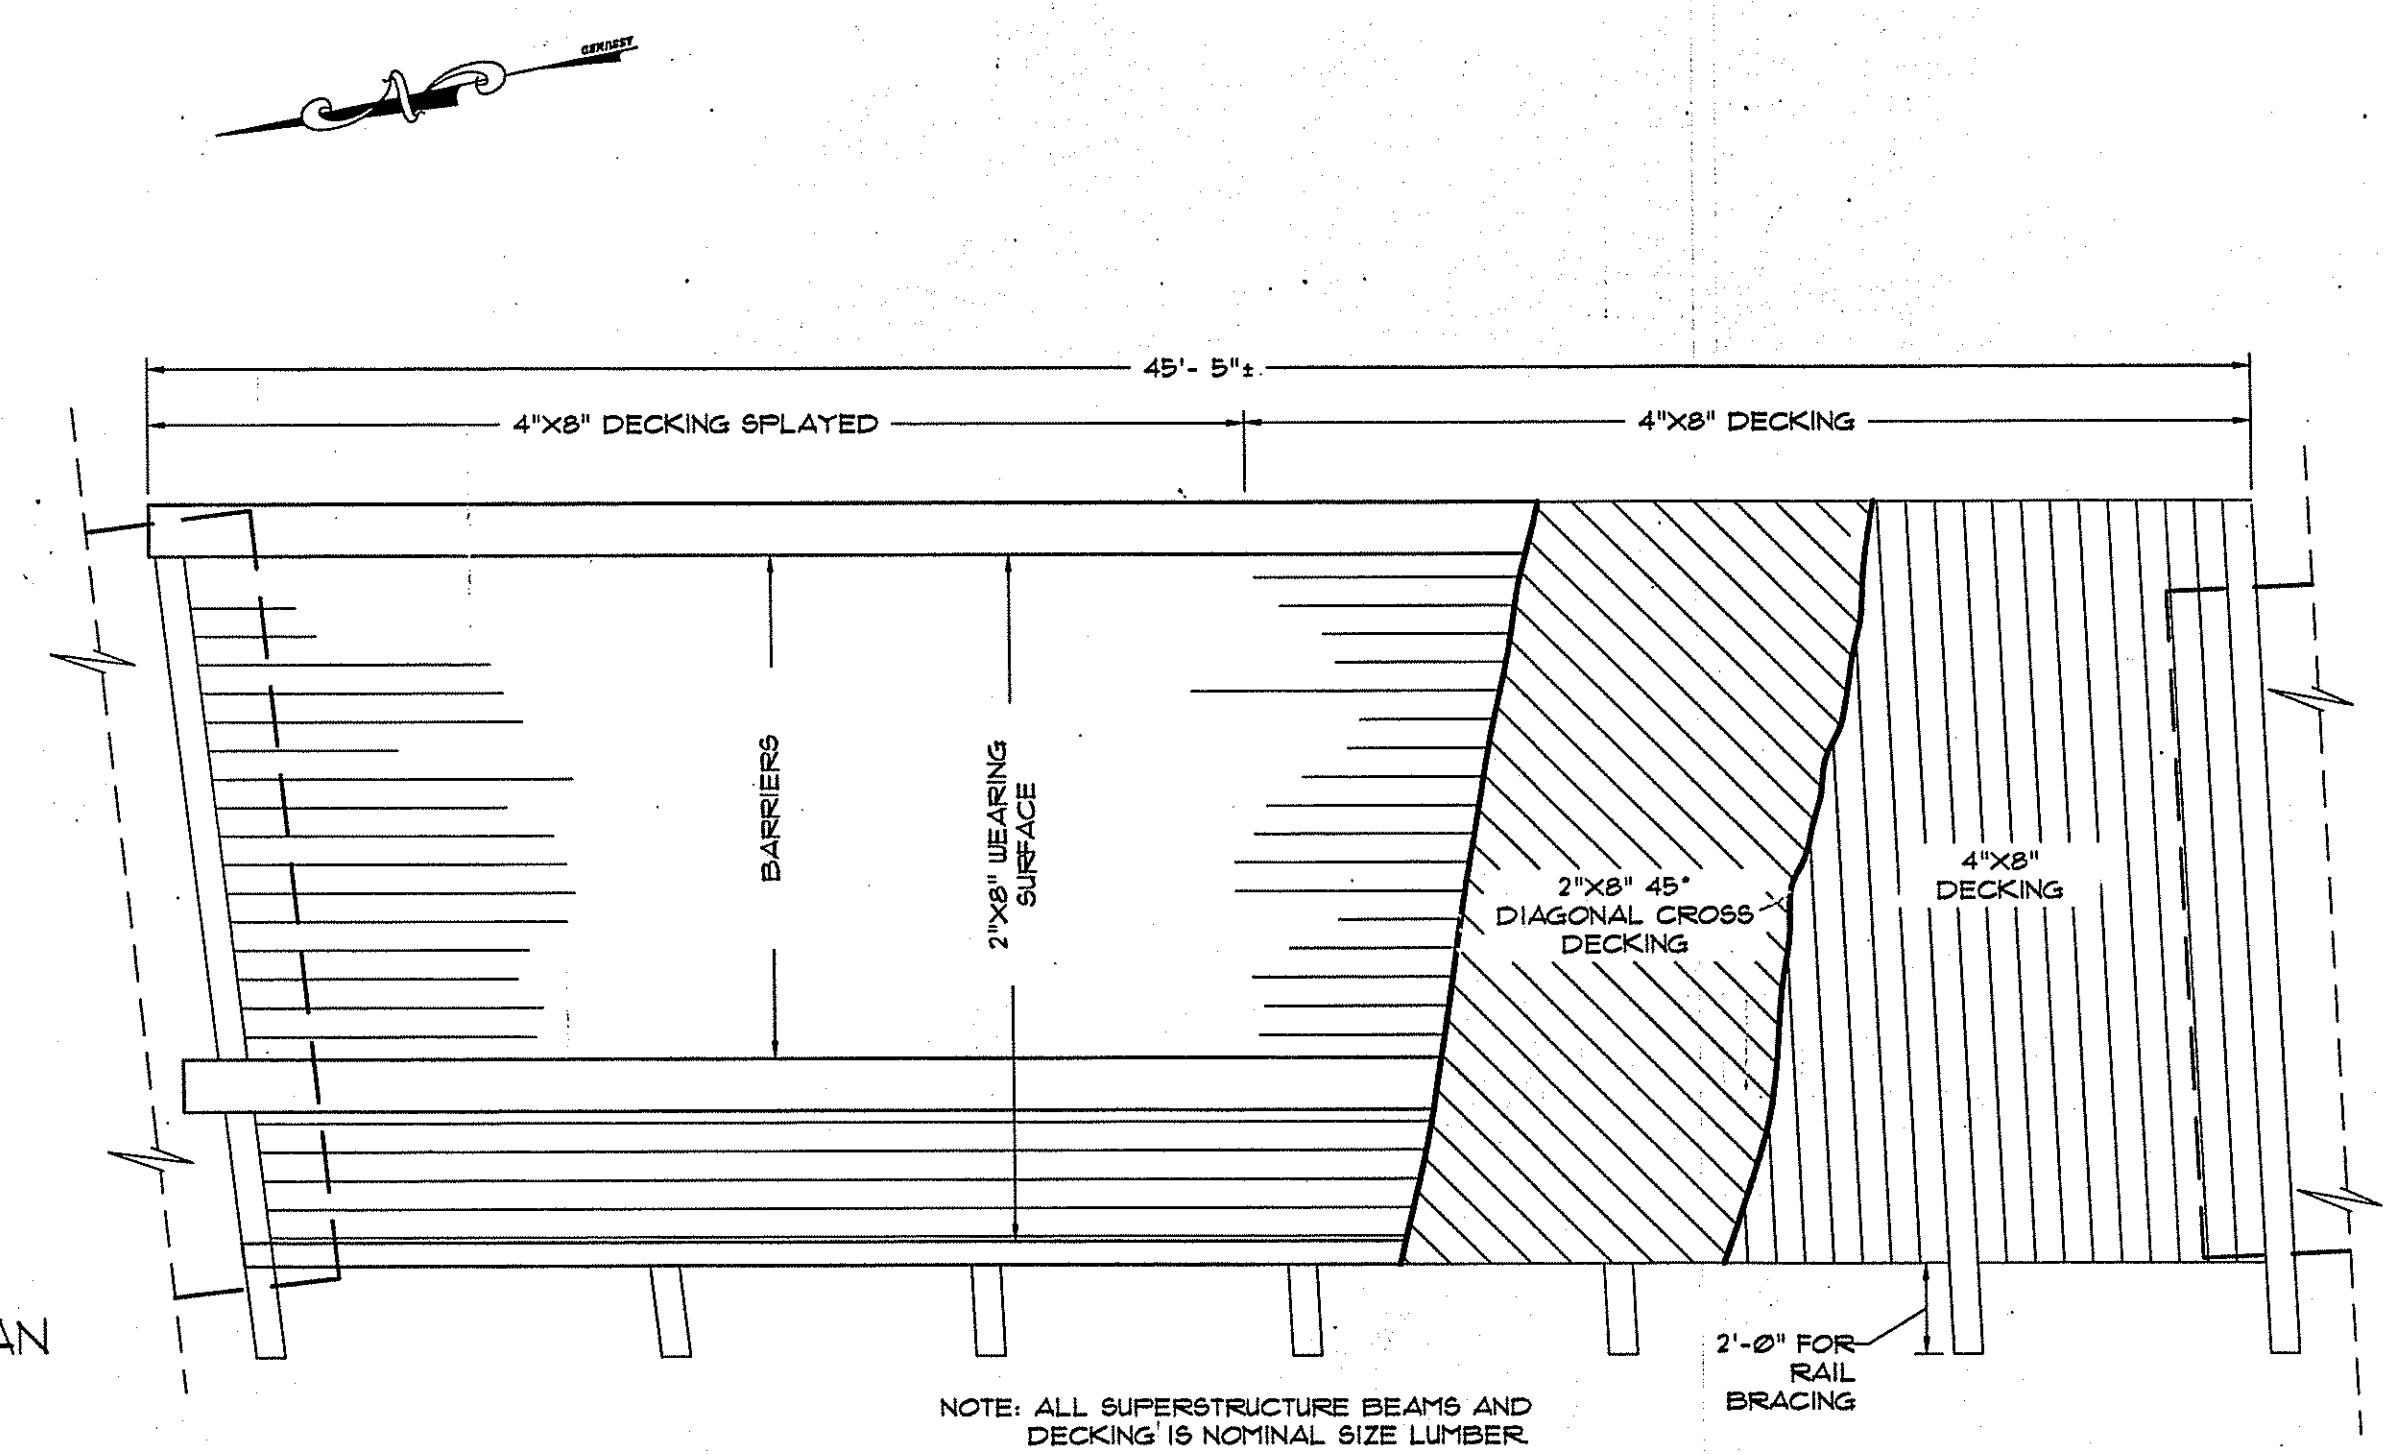 ASSUMED
N
45'- 5"±
4"X8" DECKING SPLAYED
4"X8" DECKING
BARRIERS
2"X8" WEARING
SURFACE
2"X8" 45°
DIAGONAL CROSS
DECKING
4"X8"
DECKING
2'-0" FOR
RAIL
BRACING
AN
NOTE: ALL SUPERSTRUCTURE BEAMS AND
DECKING IS NOMINAL SIZE LUMBER